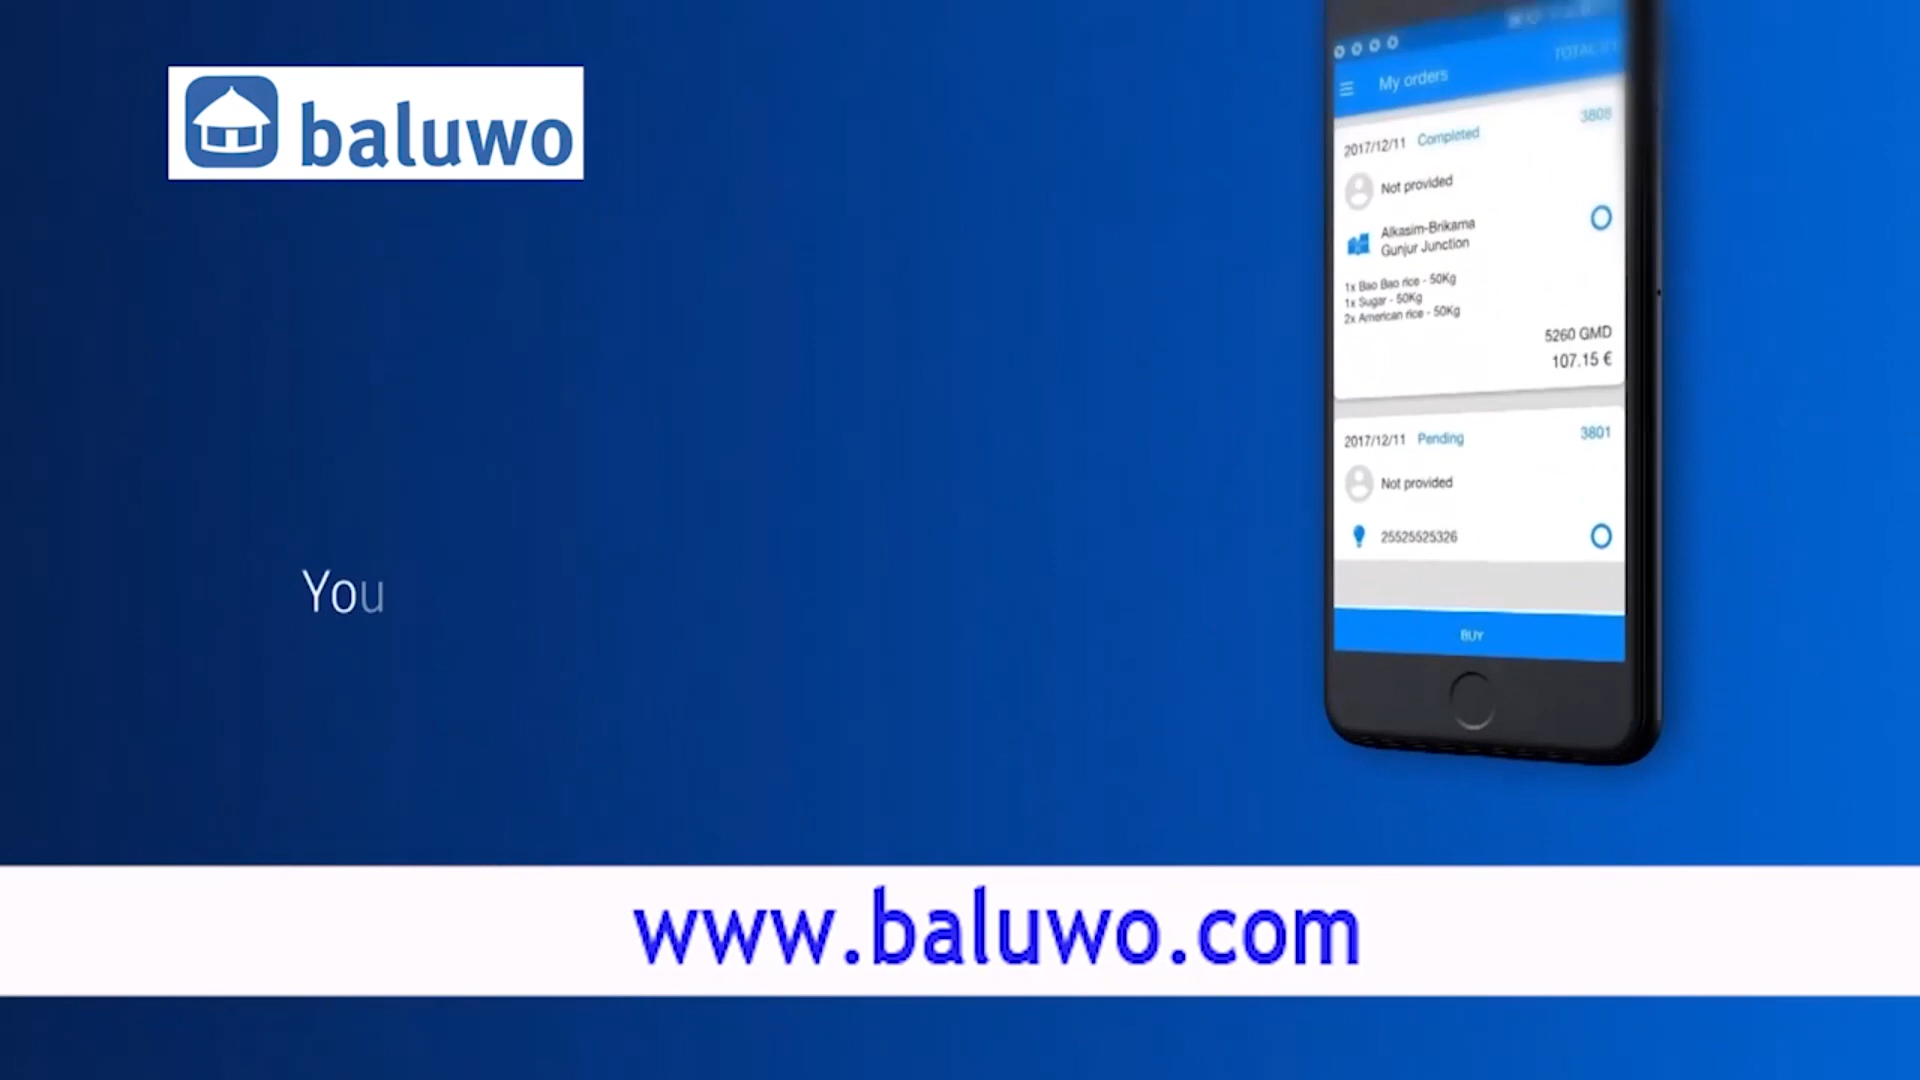 baluwo
My orders
2017/12/11 Completed 3808
Not provided
Alkasim-Brikama
Gunjur Junction
1x Bao Bao rice - 50Kg
1x Sugar - 50Kg
2x American rice - 50Kg
5260 GMD
107.15 €
2017/12/11 Pending 3801
Not provided
25525525326
BUY
You
www.baluwo.com